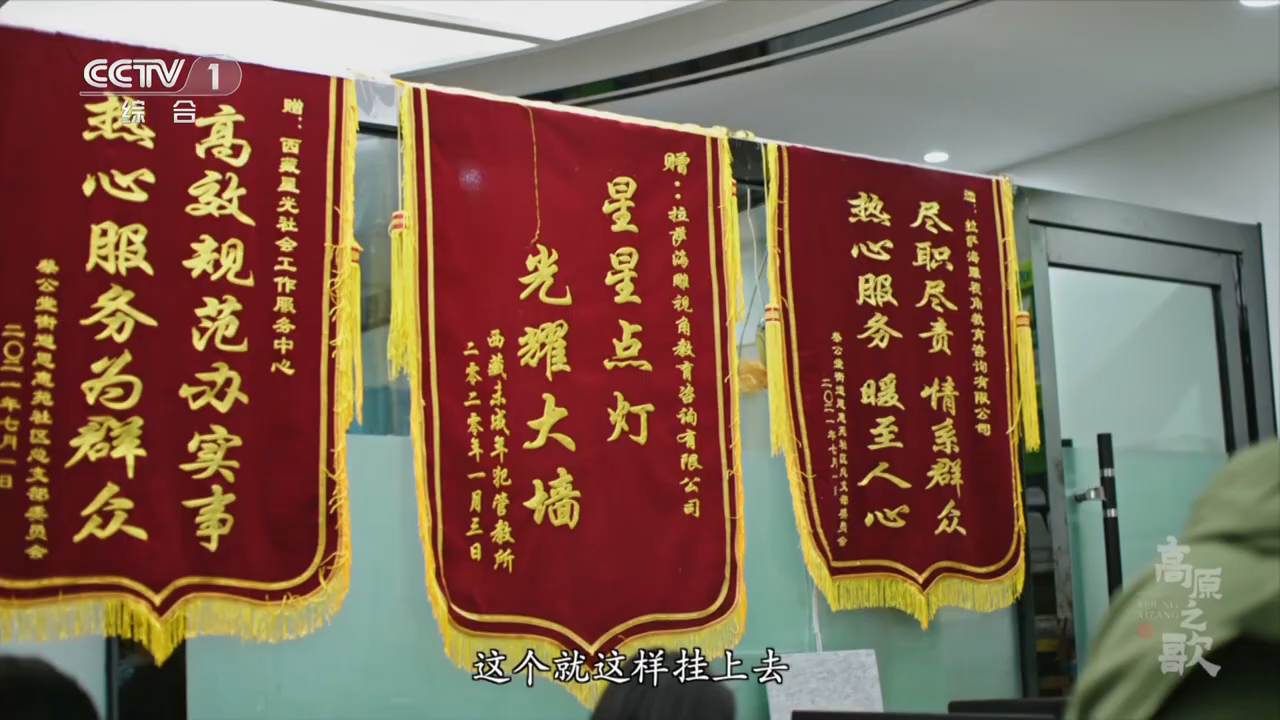 CCTV 1
综合
赠：西藏星光社会工作服务中心
高效规范办实事
热心服务为群众
蔡公堂街道恩惠苑社区总支部委员会
二〇二一年七月一日
赠：拉萨海雕视角教育咨询有限公司
星星点灯
光耀大墙
西藏未成年犯管教所
二零二零年一月三日
赠：拉萨海雕视角教育咨询有限公司
尽职尽责 情系群众
热心服务 暖至人心
二〇二一年七月一
高原之歌
XIZANG
这个就这样挂上去